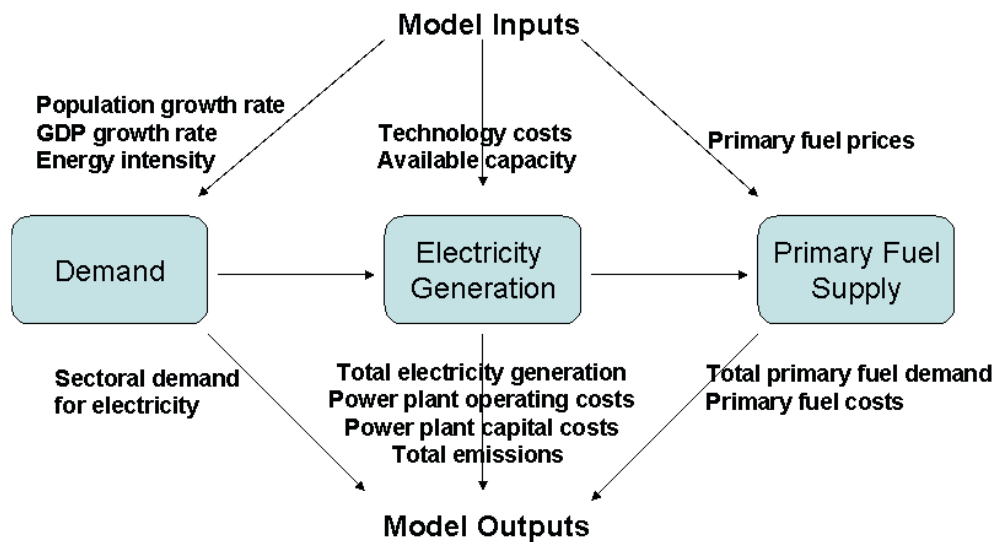 Model Inputs
Population growth rate
GDP growth rate
Energy intensity
Technology costs
Available capacity
Primary fuel prices
Demand
Electricity
Generation
Primary Fuel
Supply
Sectoral demand
for electricity
Total electricity generation
Power plant operating costs
Power plant capital costs
Total emissions
Total primary fuel demand
Primary fuel costs
Model Outputs